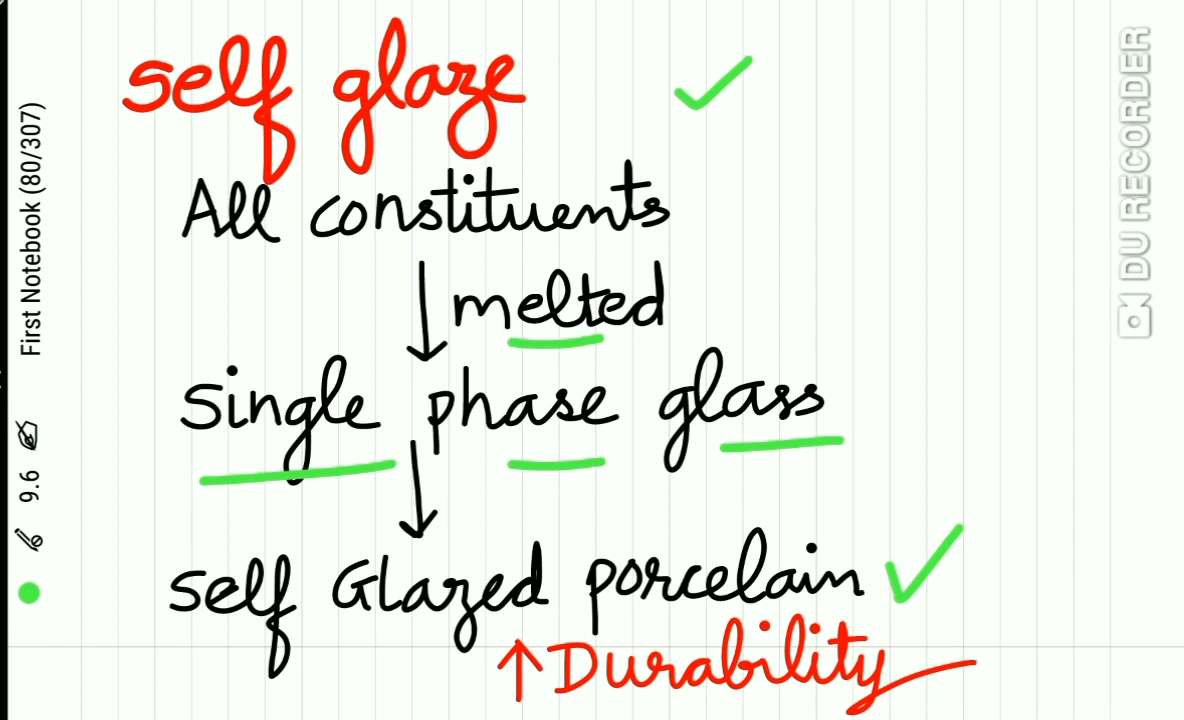 self glaze ✓
All constituents
↓ melted
single phase glass
↓
self Glazed porcelain ✓
↑ Durability
First Notebook (80/307)
9.6
DU RECORDER